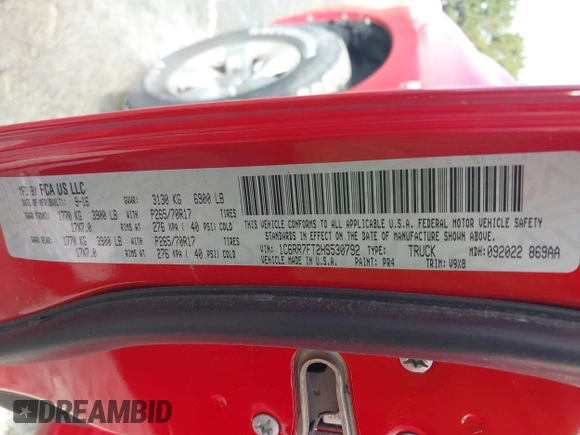 MFD BY FCA US LLC
DATE OF MFR(BUILT): 9-16 GVWR: 3130 KG 6900 LB
GAWR FRONT: 1770 KG 3900 LB WITH P265/70R17 TIRES
17X7.0 RIMS AT 276 KPA ( 40 PSI) COLD
GAWR REAR: 1770 KG 3900 LB WITH P265/70R17 TIRES
17X7.0 RIMS AT 276 KPA ( 40 PSI) COLD
THIS VEHICLE CONFORMS TO ALL APPLICABLE U.S.A. FEDERAL MOTOR VEHICLE SAFETY
STANDARDS IN EFFECT ON THE DATE OF MANUFACTURE SHOWN ABOVE.
VIN: 1C6RR7FT2HS530792 TYPE: TRUCK MDH: 092022 869AA
VEHICLE MADE IN U.S.A. PAINT: PR4 TRIM: V9X8
DREAMBID